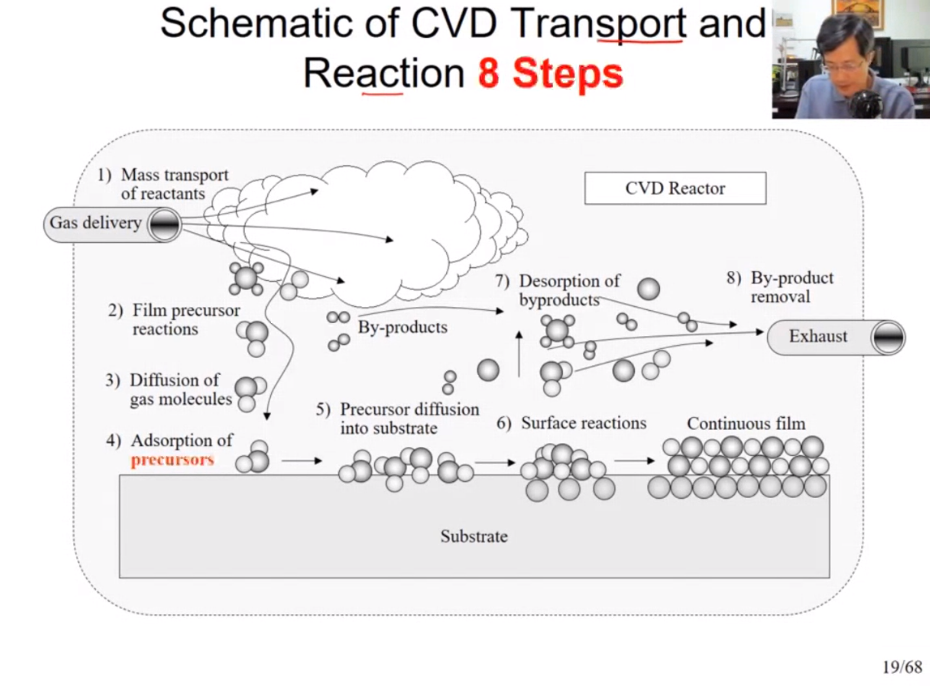 Schematic of CVD Transport and
Reaction 8 Steps
1) Mass transport
of reactants
Gas delivery
CVD Reactor
2) Film precursor
reactions
By-products
7) Desorption of
byproducts
8) By-product
removal
Exhaust
3) Diffusion of
gas molecules
4) Adsorption of
precursors
5) Precursor diffusion
into substrate
6) Surface reactions
Continuous film
Substrate
19/68